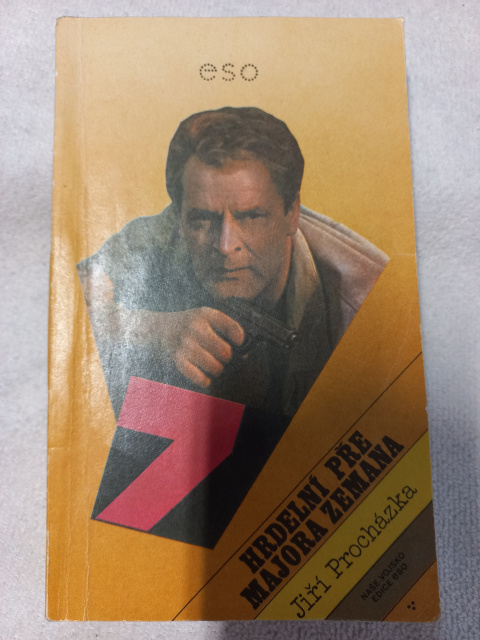 eso
7
HRDELNÍ PŘE
MAJORA ZEMANA
Jiří Procházka
NAŠE VOJSKO
EDICE eso